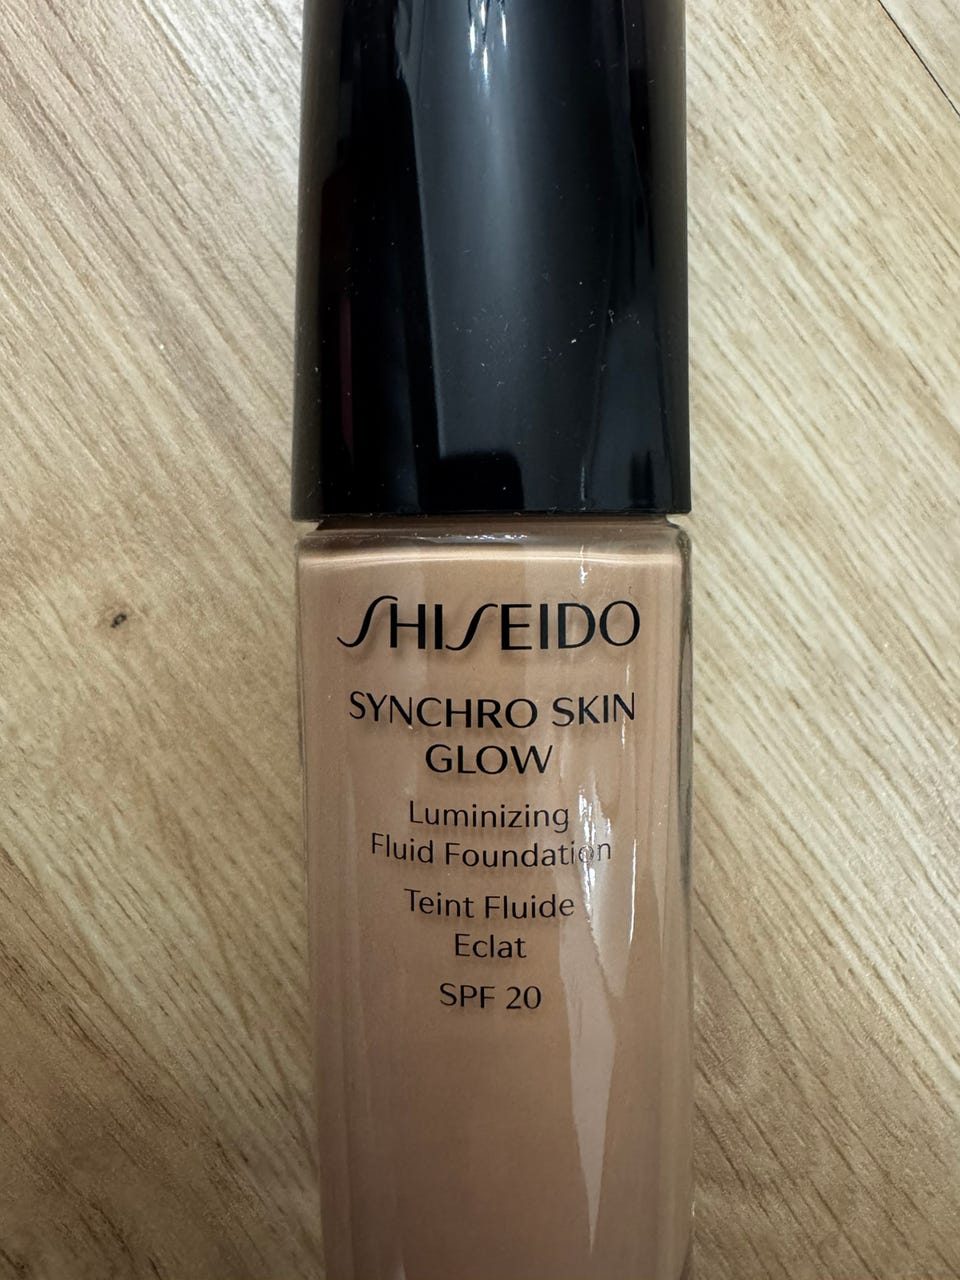 SHISEIDO
SYNCHRO SKIN
GLOW
Luminizing
Fluid Foundation
Teint Fluide
Eclat
SPF 20